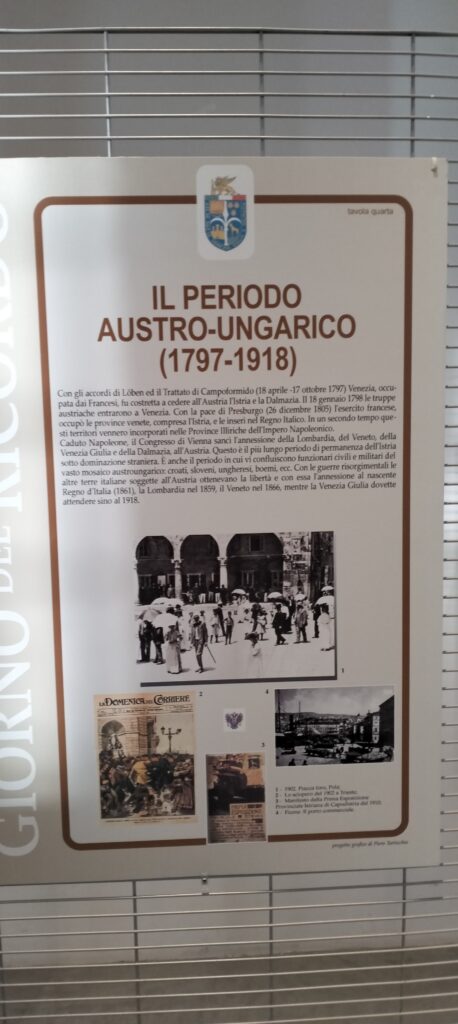 tavola quarta
IL PERIODO
AUSTRO-UNGARICO
(1797-1918)
Con gli accordi di Löben ed il Trattato di Campoformido (18 aprile -17 ottobre 1797) Venezia, occu-
pata dai Francesi, fu costretta a cedere all'Austria l'Istria e la Dalmazia. Il 18 gennaio 1798 le truppe
austriache entrarono a Venezia. Con la pace di Presburgo (26 dicembre 1805) l'esercito francese,
occupò le province venete, compresa l'Istria, e le inserì nel Regno Italico. In un secondo tempo que-
sti territori vennero incorporati nelle Province Illiriche dell'Impero Napoleonico.
Caduto Napoleone, il Congresso di Vienna sancì l'annessione della Lombardia, del Veneto, della
Venezia Giulia e della Dalmazia, all'Austria. Questo è il più lungo periodo di permanenza dell'Istria
sotto dominazione straniera. È anche il periodo in cui vi confluiscono funzionari civili e militari del
vasto mosaico austroungarico: croati, sloveni, ungheresi, boemi, ecc. Con le guerre risorgimentali le
altre terre italiane soggette all'Austria ottenevano la libertà e con essa l'annessione al nascente
Regno d'Italia (1861), la Lombardia nel 1859, il Veneto nel 1866, mentre la Venezia Giulia dovette
attendere sino al 1918.
1
LA DOMENICA DEL CORRIERE
2
4
3
1 - 1902. Piazza foro, Pola;
2 - Lo sciopero del 1902 a Trieste;
3 - Manifesto della Prima Esposizione
Provinciale Istriana di Capodistria del 1910;
4 - Fiume. Il porto commerciale.
progetto grafico di Piero Tarticchio
GIORNO DEL RICORDO